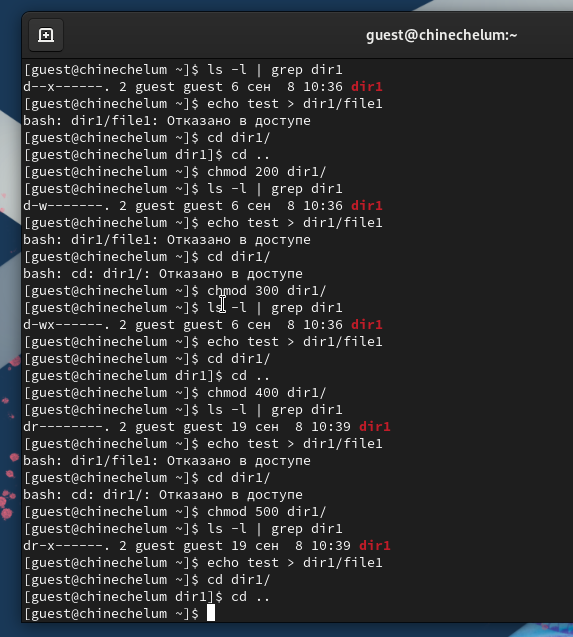 guest@chinechelum:~
[guest@chinechelum ~]$ ls -l | grep dir1
d--x------. 2 guest guest 6 сен  8 10:36 dir1
[guest@chinechelum ~]$ echo test > dir1/file1
bash: dir1/file1: Отказано в доступе
[guest@chinechelum ~]$ cd dir1/
[guest@chinechelum dir1]$ cd ..
[guest@chinechelum ~]$ chmod 200 dir1/
[guest@chinechelum ~]$ ls -l | grep dir1
d-w-------. 2 guest guest 6 сен  8 10:36 dir1
[guest@chinechelum ~]$ echo test > dir1/file1
bash: dir1/file1: Отказано в доступе
[guest@chinechelum ~]$ cd dir1/
bash: cd: dir1/: Отказано в доступе
[guest@chinechelum ~]$ chmod 300 dir1/
[guest@chinechelum ~]$ ls -l | grep dir1
d-wx------. 2 guest guest 6 сен  8 10:36 dir1
[guest@chinechelum ~]$ echo test > dir1/file1
[guest@chinechelum ~]$ cd dir1/
[guest@chinechelum dir1]$ cd ..
[guest@chinechelum ~]$ chmod 400 dir1/
[guest@chinechelum ~]$ ls -l | grep dir1
dr--------. 2 guest guest 19 сен  8 10:39 dir1
[guest@chinechelum ~]$ echo test > dir1/file1
bash: dir1/file1: Отказано в доступе
[guest@chinechelum ~]$ cd dir1/
bash: cd: dir1/: Отказано в доступе
[guest@chinechelum ~]$ chmod 500 dir1/
[guest@chinechelum ~]$ ls -l | grep dir1
dr-x------. 2 guest guest 19 сен  8 10:39 dir1
[guest@chinechelum ~]$ echo test > dir1/file1
[guest@chinechelum ~]$ cd dir1/
[guest@chinechelum dir1]$ cd ..
[guest@chinechelum ~]$